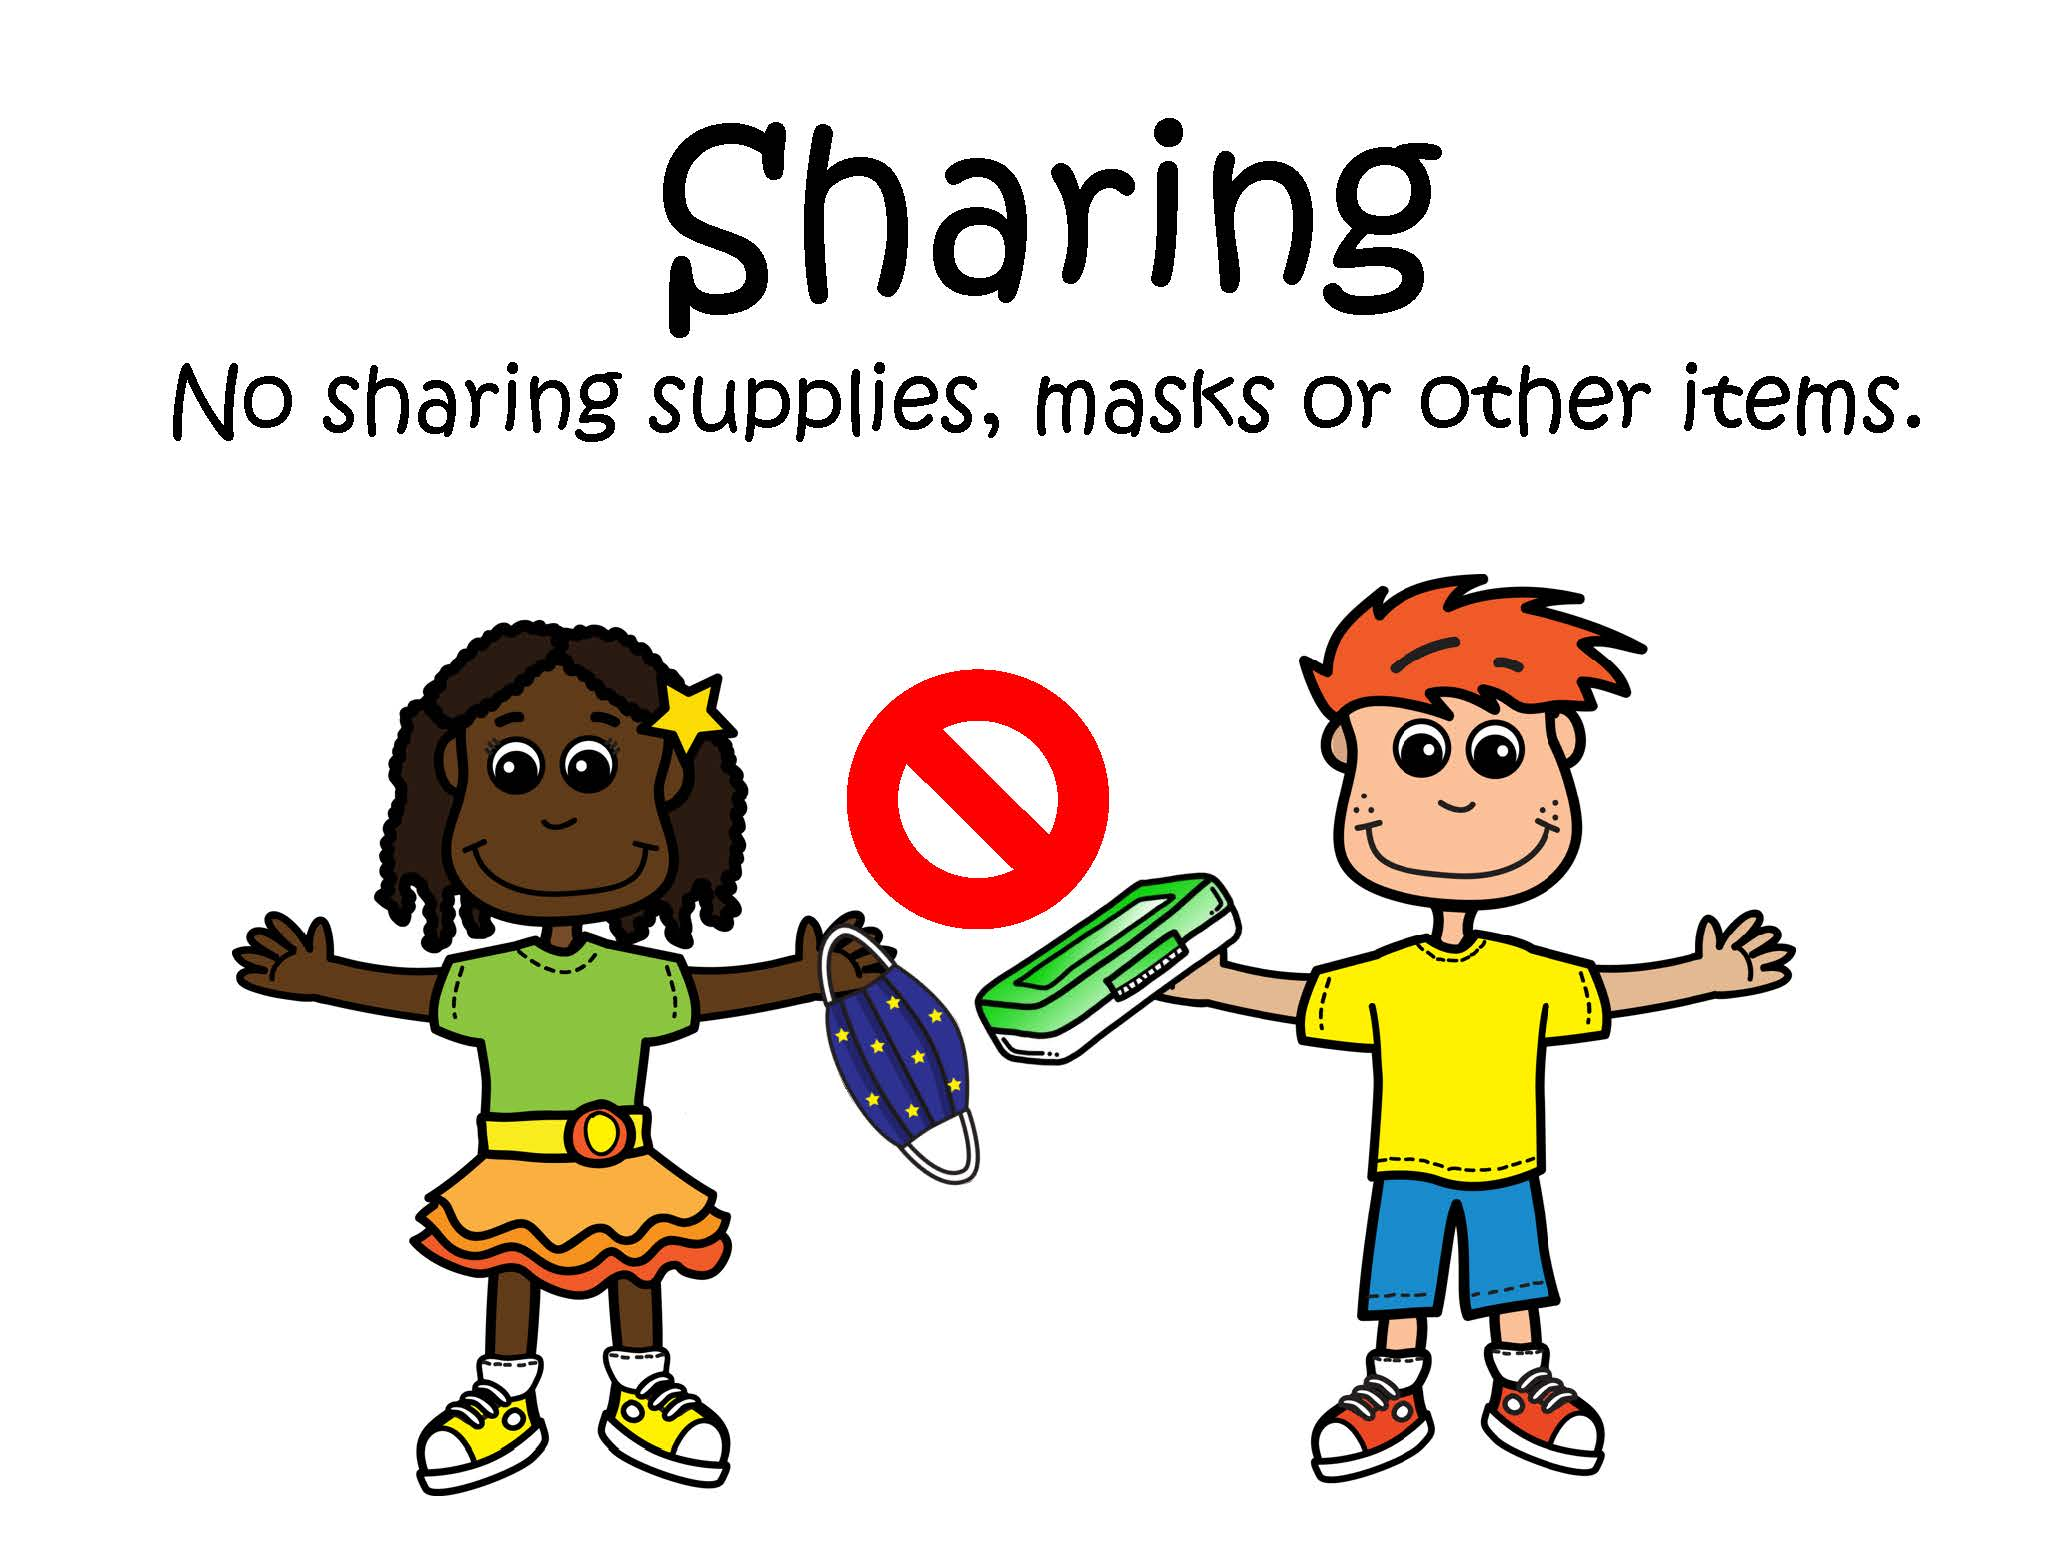 Sharing
No sharing supplies, masks or other items.